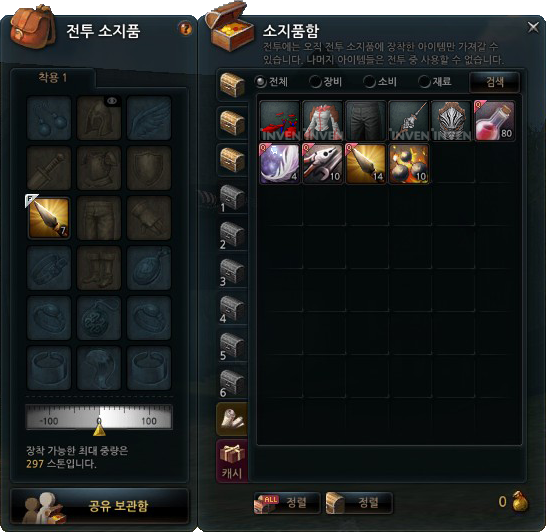 전투 소지품
?
착용 1
E
7
-100 0 100
장착 가능한 최대 중량은
297 스톤입니다.
공유 보관함
소지품함
전투에는 오직 전투 소지품에 장착한 아이템만 가져갈 수
있습니다. 나머지 아이템들은 전투 중 사용할 수 없습니다.
전체 장비 소비 재료 검색
INVEN INVEN INVEN INVEN
Q 80
Q 4 Q 10 Q 14 10
1
2
3
4
5
6
캐시
ALL 정렬 정렬 0